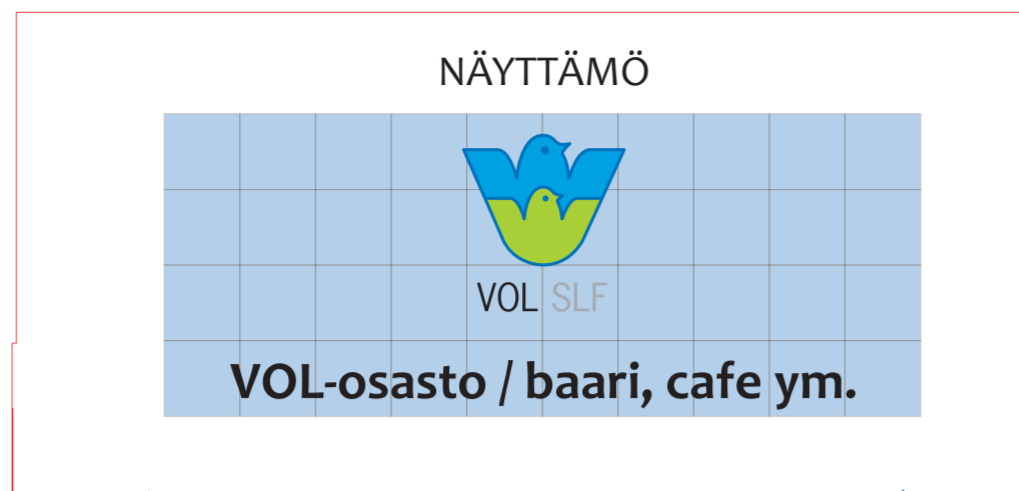 NÄYTTÄMÖ
VOL SLF
VOL-osasto / baari, cafe ym.